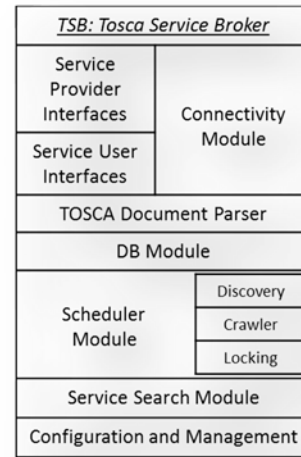 TSB: Tosca Service Broker
Service
Provider
Interfaces
Service User
Interfaces
Connectivity
Module
TOSCA Document Parser
DB Module
Scheduler
Module
Discovery
Crawler
Locking
Service Search Module
Configuration and Management